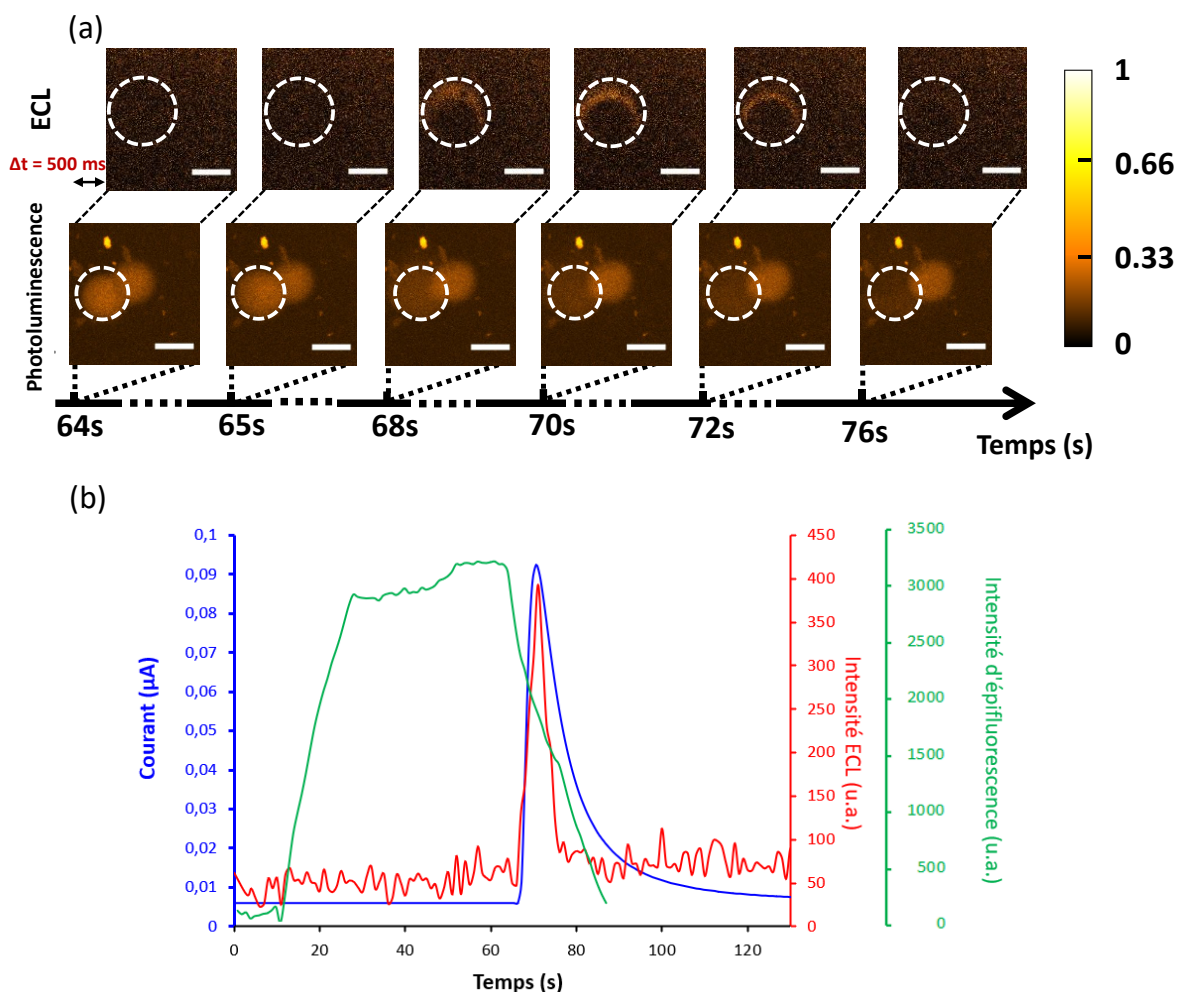 (a)
ECL
Δt = 500 ms
Photoluminescence
1
0.66
0.33
0
64s
65s
68s
70s
72s
76s
Temps (s)
(b)
Courant (µA)
0,1
0,09
0,08
0,07
0,06
0,05
0,04
0,03
0,02
0,01
0
0
20
40
60
80
100
120
Temps (s)
450
400
350
300
250
200
150
100
50
0
Intensité ECL (u.a.)
3500
3000
2500
2000
1500
1000
500
0
Intensité d'épifluorescence (u.a.)